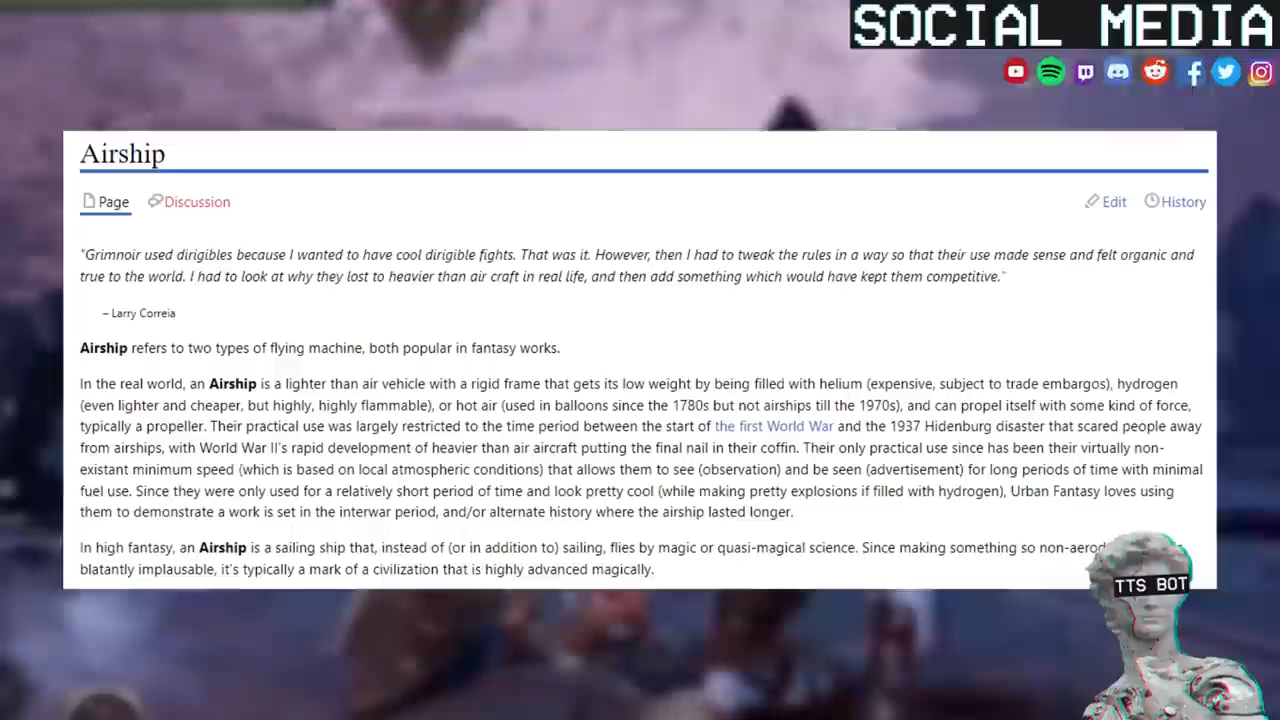 SOCIAL MEDIA
Airship
Page Discussion Edit History
"Grimnoir used dirigibles because I wanted to have cool dirigible fights. That was it. However, then I had to tweak the rules in a way so that their use made sense and felt organic and
true to the world. I had to look at why they lost to heavier than air craft in real life, and then add something which would have kept them competitive."
– Larry Correia
Airship refers to two types of flying machine, both popular in fantasy works.
In the real world, an Airship is a lighter than air vehicle with a rigid frame that gets its low weight by being filled with helium (expensive, subject to trade embargos), hydrogen
(even lighter and cheaper, but highly, highly flammable), or hot air (used in balloons since the 1780s but not airships till the 1970s), and can propel itself with some kind of force,
typically a propeller. Their practical use was largely restricted to the time period between the start of the first World War and the 1937 Hidenburg disaster that scared people away
from airships, with World War II's rapid development of heavier than air aircraft putting the final nail in their coffin. Their only practical use since has been their virtually non-
existant minimum speed (which is based on local atmospheric conditions) that allows them to see (observation) and be seen (advertisement) for long periods of time with minimal
fuel use. Since they were only used for a relatively short period of time and look pretty cool (while making pretty explosions if filled with hydrogen), Urban Fantasy loves using
them to demonstrate a work is set in the interwar period, and/or alternate history where the airship lasted longer.
In high fantasy, an Airship is a sailing ship that, instead of (or in addition to) sailing, flies by magic or quasi-magical science. Since making something so
blatantly implausable, it's typically a mark of a civilization that is highly advanced magically.
TTS BOT